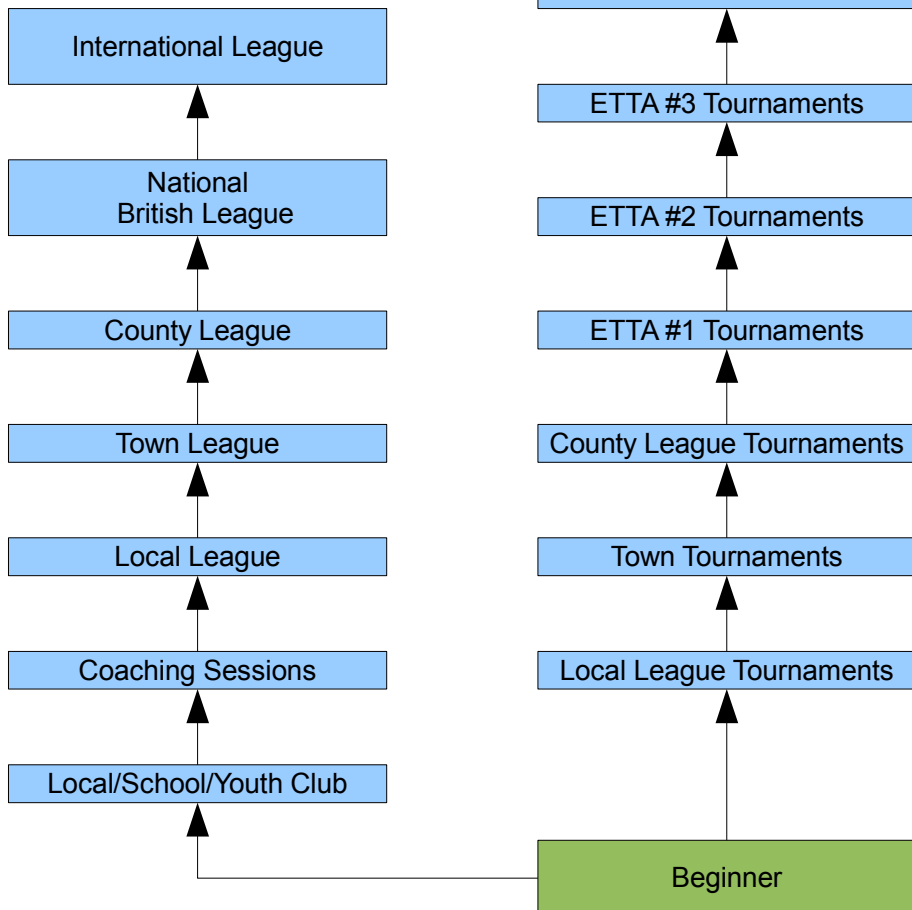 International League
National
British League
County League
Town League
Local League
Coaching Sessions
Local/School/Youth Club
ETTA #3 Tournaments
ETTA #2 Tournaments
ETTA #1 Tournaments
County League Tournaments
Town Tournaments
Local League Tournaments
Beginner